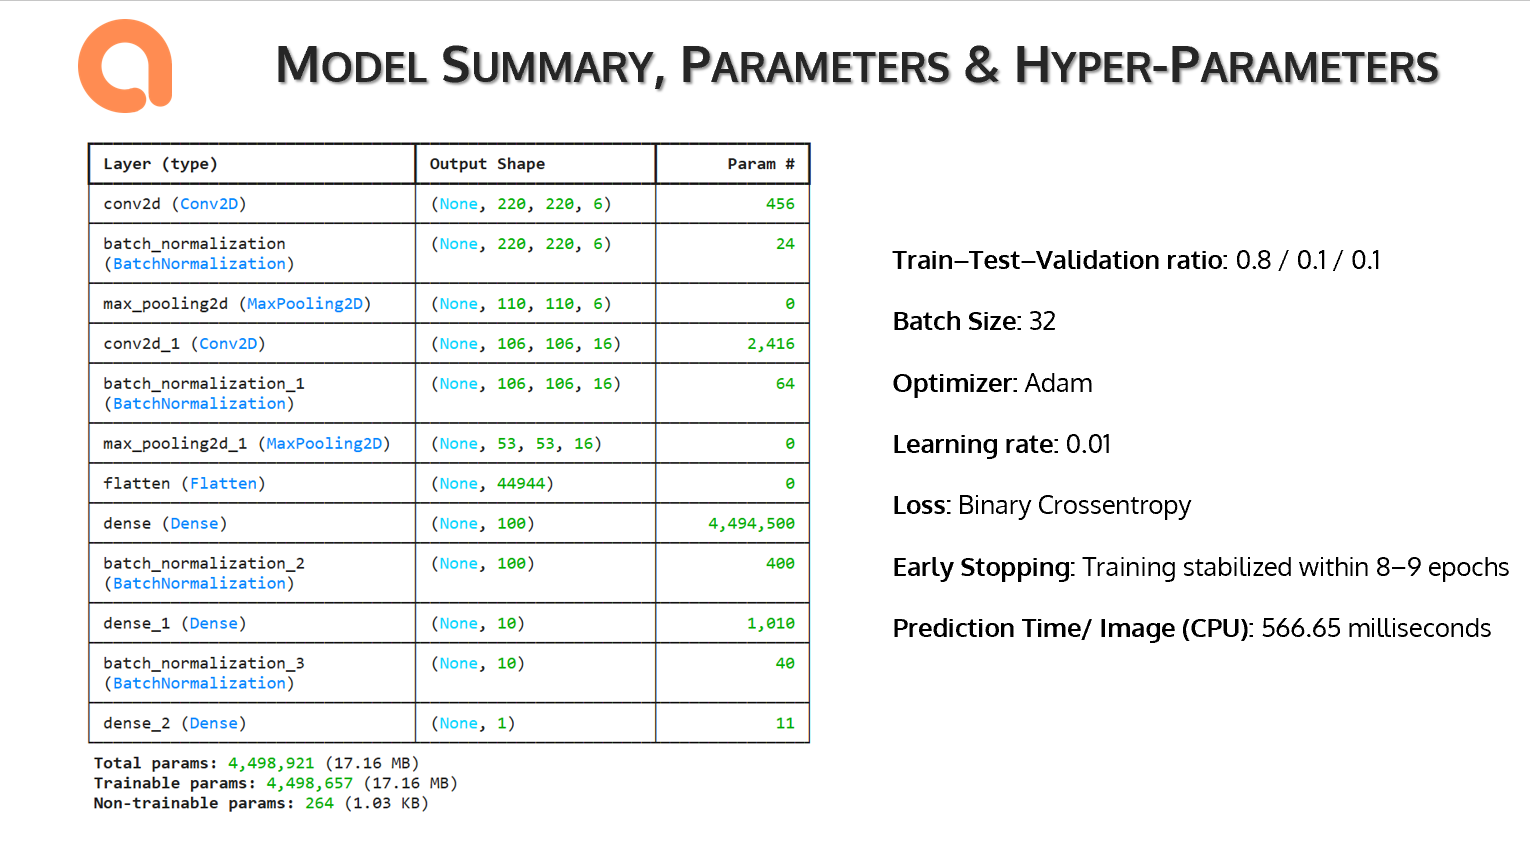 MODEL SUMMARY, PARAMETERS & HYPER-PARAMETERS
Layer (type) Output Shape Param #
conv2d (Conv2D) (None, 220, 220, 6) 456
batch_normalization (None, 220, 220, 6) 24
(BatchNormalization)
max_pooling2d (MaxPooling2D) (None, 110, 110, 6) 0
conv2d_1 (Conv2D) (None, 106, 106, 16) 2,416
batch_normalization_1 (None, 106, 106, 16) 64
(BatchNormalization)
max_pooling2d_1 (MaxPooling2D) (None, 53, 53, 16) 0
flatten (Flatten) (None, 44944) 0
dense (Dense) (None, 100) 4,494,500
batch_normalization_2 (None, 100) 400
(BatchNormalization)
dense_1 (Dense) (None, 10) 1,010
batch_normalization_3 (None, 10) 40
(BatchNormalization)
dense_2 (Dense) (None, 1) 11
Total params: 4,498,921 (17.16 MB)
Trainable params: 4,498,657 (17.16 MB)
Non-trainable params: 264 (1.03 KB)
Train–Test–Validation ratio: 0.8 / 0.1 / 0.1
Batch Size: 32
Optimizer: Adam
Learning rate: 0.01
Loss: Binary Crossentropy
Early Stopping: Training stabilized within 8–9 epochs
Prediction Time/ Image (CPU): 566.65 milliseconds